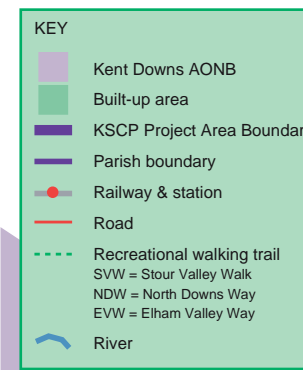 KEY
Kent Downs AONB
Built-up area
KSCP Project Area Boundar
Parish boundary
Railway & station
Road
Recreational walking trail
SVW = Stour Valley Walk
NDW = North Downs Way
EVW = Elham Valley Way
River